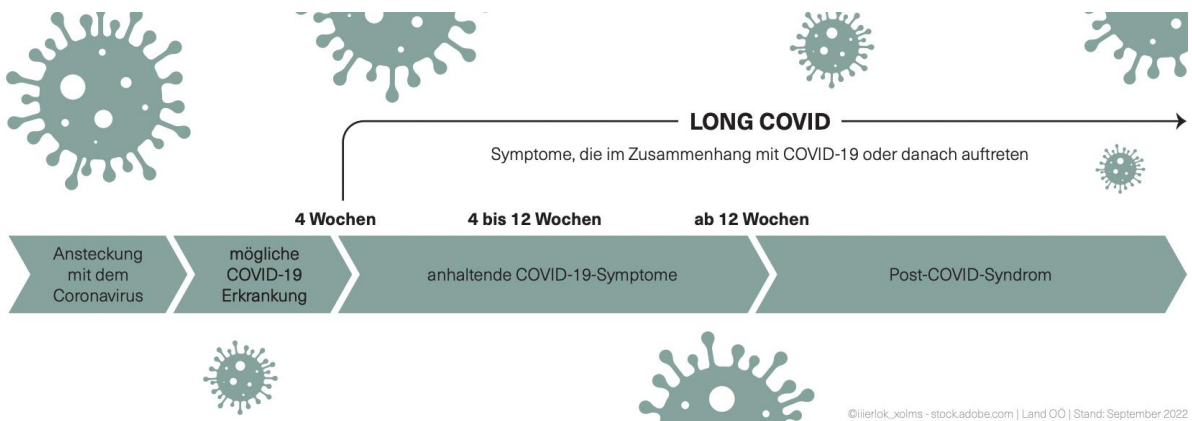 LONG COVID
Symptome, die im Zusammenhang mit COVID-19 oder danach auftreten
4 Wochen
4 bis 12 Wochen
ab 12 Wochen
Ansteckung
mit dem
Coronavirus
mögliche
COVID-19
Erkrankung
anhaltende COVID-19-Symptome
Post-COVID-Syndrom
©iiierlok_xolms - stock.adobe.com | Land OÖ | Stand: September 2022